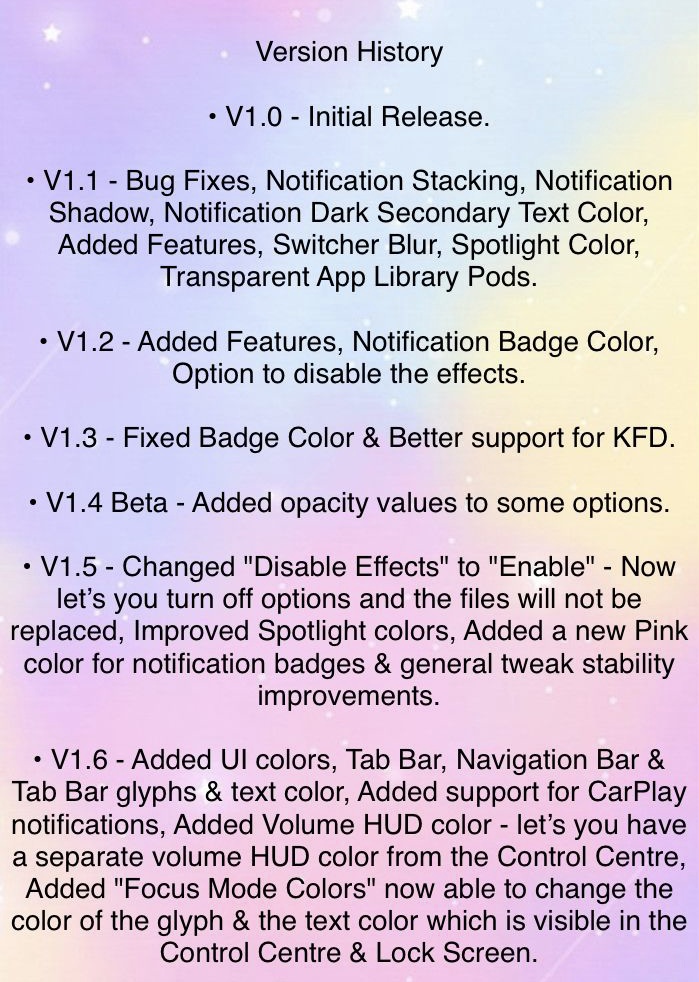 Version History
• V1.0 - Initial Release.
• V1.1 - Bug Fixes, Notification Stacking, Notification
Shadow, Notification Dark Secondary Text Color,
Added Features, Switcher Blur, Spotlight Color,
Transparent App Library Pods.
• V1.2 - Added Features, Notification Badge Color,
Option to disable the effects.
• V1.3 - Fixed Badge Color & Better support for KFD.
• V1.4 Beta - Added opacity values to some options.
• V1.5 - Changed "Disable Effects" to "Enable" - Now
let’s you turn off options and the files will not be
replaced, Improved Spotlight colors, Added a new Pink
color for notification badges & general tweak stability
improvements.
• V1.6 - Added UI colors, Tab Bar, Navigation Bar &
Tab Bar glyphs & text color, Added support for CarPlay
notifications, Added Volume HUD color - let’s you have
a separate volume HUD color from the Control Centre,
Added "Focus Mode Colors" now able to change the
color of the glyph & the text color which is visible in the
Control Centre & Lock Screen.